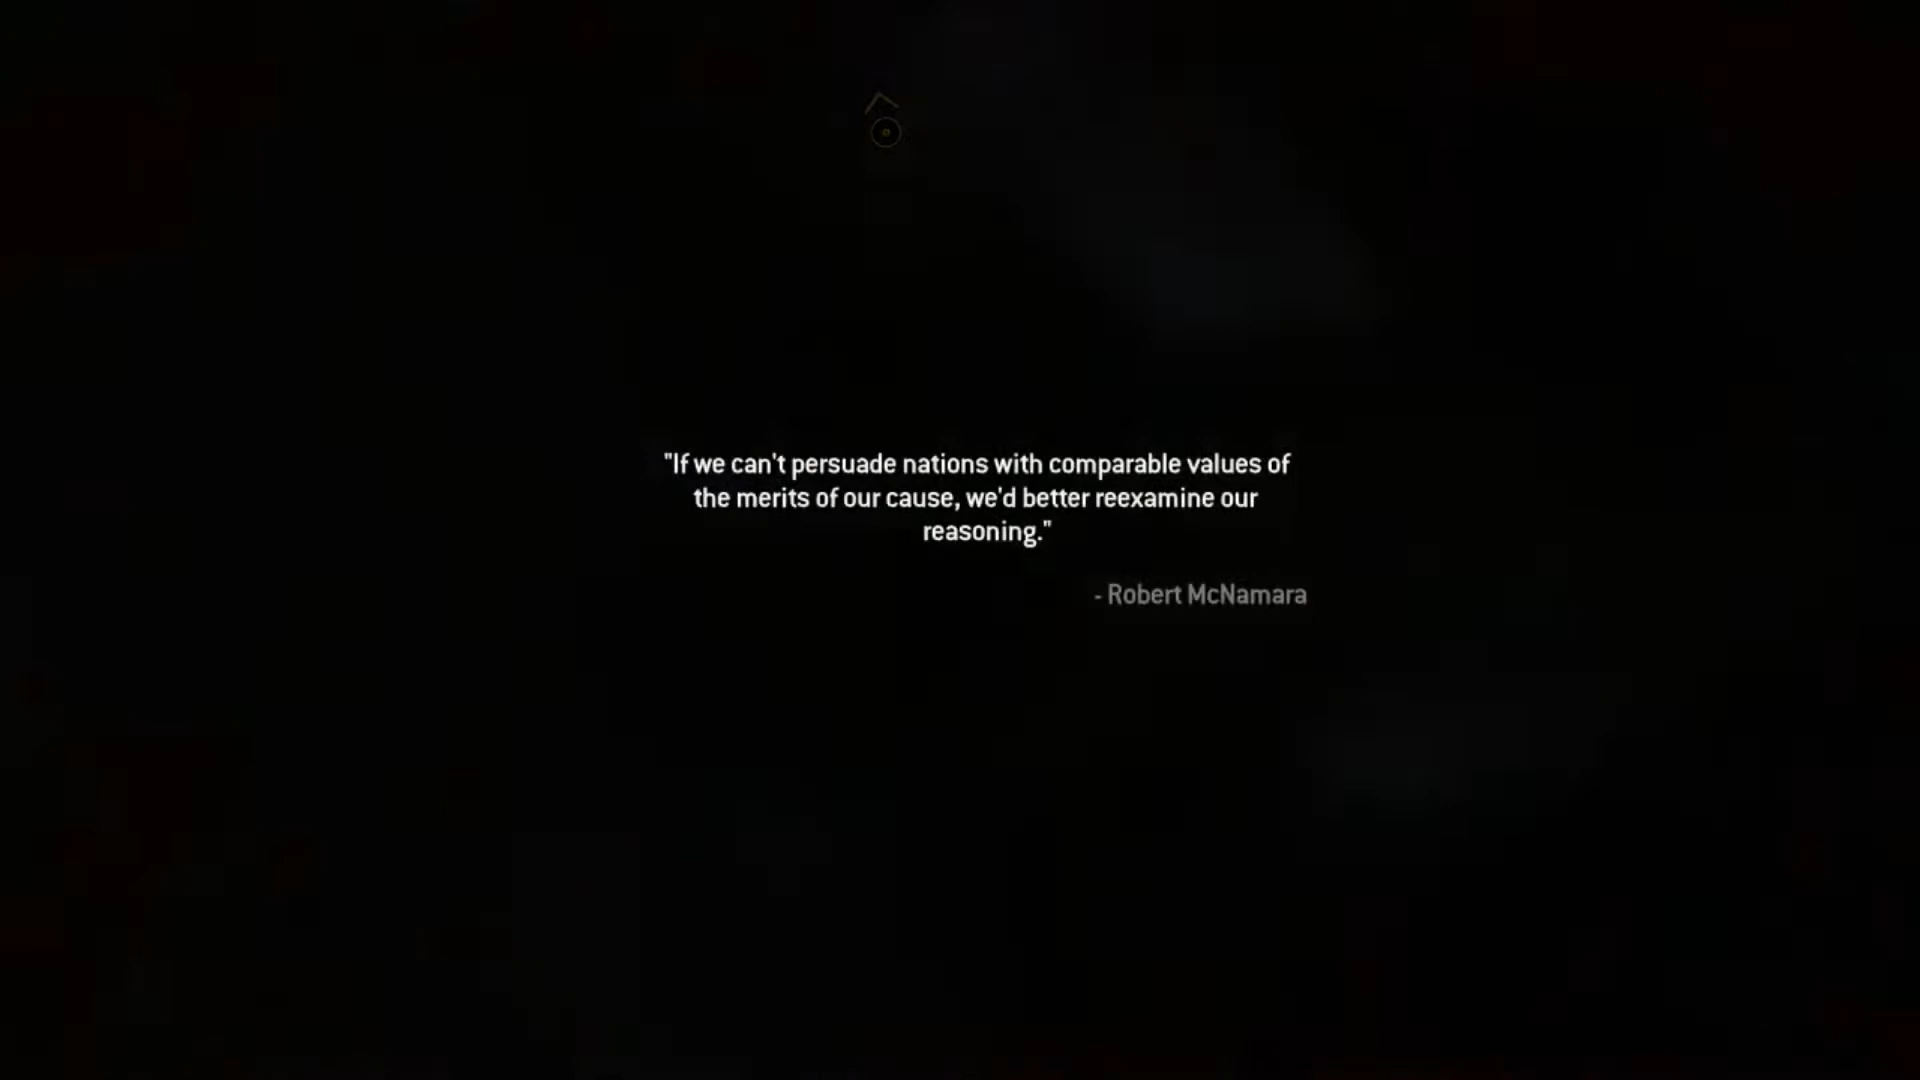 "If we can't persuade nations with comparable values of
the merits of our cause, we'd better reexamine our
reasoning."
- Robert McNamara